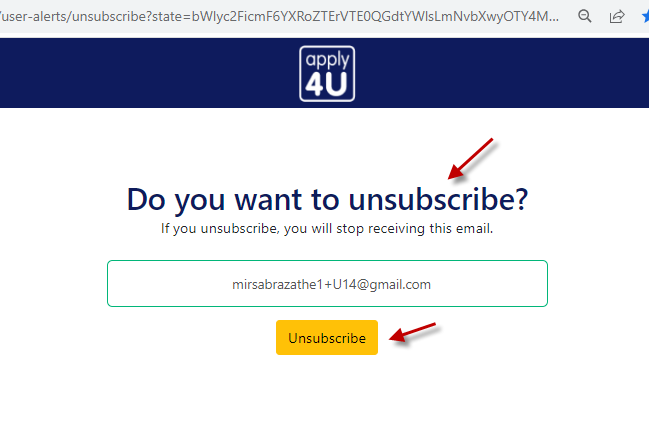 /user-alerts/unsubscribe?state=bWlyc2FicmF6YXRoZTErVTE0QGdtYWlsLmNvbXwyOTY4M...
apply
4U
Do you want to unsubscribe?
If you unsubscribe, you will stop receiving this email.
mirsabrazathe1+U14@gmail.com
Unsubscribe